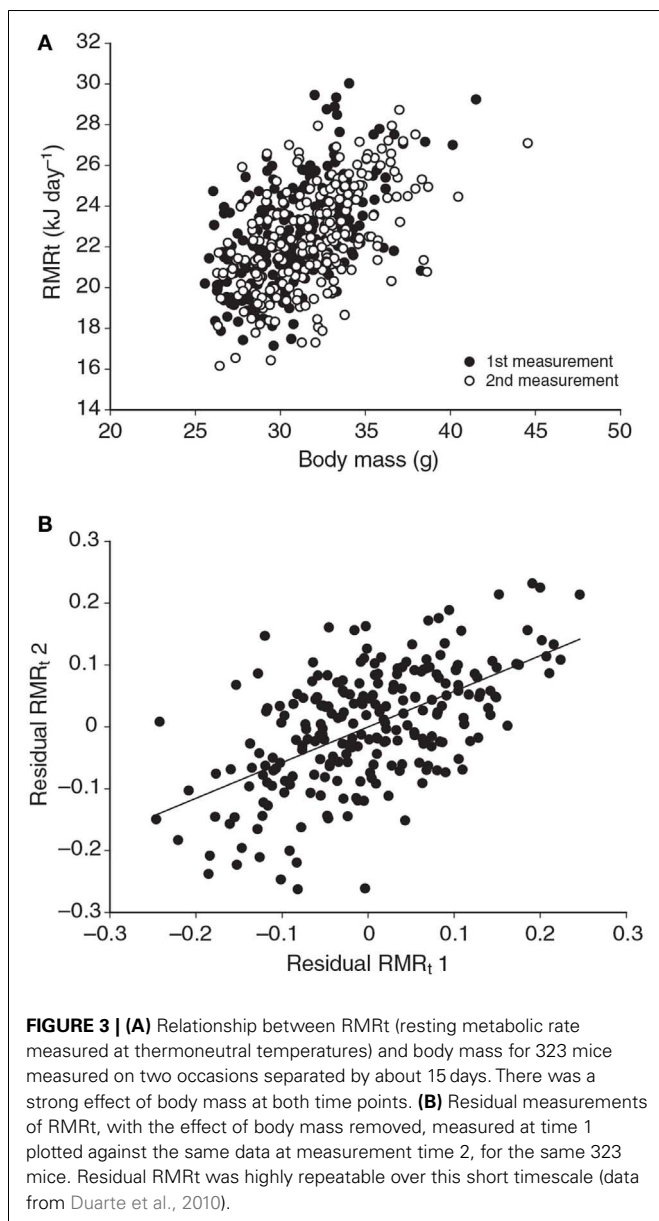 A
32
30
28
26
24
22
20
18
16
14
RMRt (kJ day⁻¹)
1st measurement
2nd measurement
20 25 30 35 40 45 50
Body mass (g)
B
0.3
0.2
0.1
0
–0.1
–0.2
–0.3
Residual RMRₜ 2
–0.3 –0.2 –0.1 0 0.1 0.2 0.3
Residual RMRₜ 1
FIGURE 3 | (A) Relationship between RMRt (resting metabolic rate
measured at thermoneutral temperatures) and body mass for 323 mice
measured on two occasions separated by about 15 days. There was a
strong effect of body mass at both time points. (B) Residual measurements
of RMRt, with the effect of body mass removed, measured at time 1
plotted against the same data at measurement time 2, for the same 323
mice. Residual RMRt was highly repeatable over this short timescale (data
from Duarte et al., 2010).